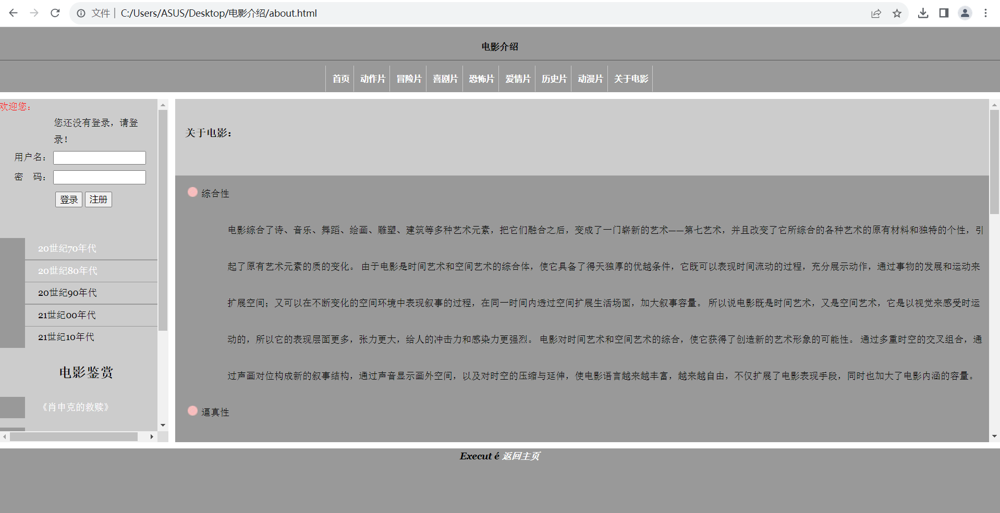 文件 | C:/Users/ASUS/Desktop/电影介绍/about.html
电影介绍
首页 动作片 冒险片 喜剧片 恐怖片 爱情片 历史片 动漫片 关于电影
欢迎您：
您还没有登录，请登
录！
用户名：
密 码：
登录 注册
20世纪70年代
20世纪80年代
20世纪90年代
21世纪00年代
21世纪10年代
电影鉴赏
《肖申克的救赎》
关于电影：
综合性
电影综合了诗、音乐、舞蹈、绘画、雕塑、建筑等多种艺术元素，把它们融合之后，变成了一门崭新的艺术——第七艺术，并且改变了它所综合的各种艺术的原有材料和独特的个性，引
起了原有艺术元素的质的变化。 由于电影是时间艺术和空间艺术的综合体，使它具备了得天独厚的优越条件，它既可以表现时间流动的过程，充分展示动作，通过事物的发展和运动来
扩展空间；又可以在不断变化的空间环境中表现叙事的过程，在同一时间内透过空间扩展生活场面，加大叙事容量。 所以说电影既是时间艺术，又是空间艺术，它是以视觉来感受时运
动的，所以它的表现层面更多，张力更大，给人的冲击力和感染力更强烈。 电影对时间艺术和空间艺术的综合，使它获得了创造新的艺术形象的可能性。 通过多重时空的交叉组合，通
过声画对位构成新的叙事结构，通过声音显示画外空间，以及对时空的压缩与延伸，使电影语言越来越丰富，越来越自由，不仅扩展了电影表现手段，同时也加大了电影内涵的容量。
逼真性
Execut é 返回主页